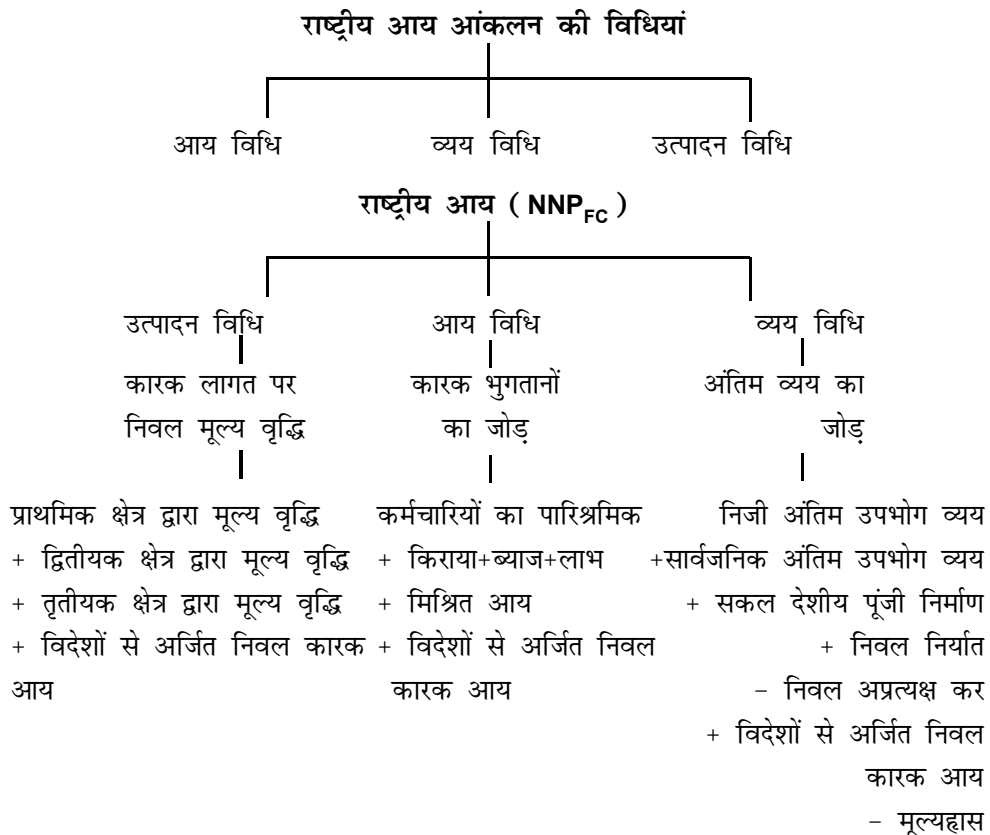 राष्ट्रीय आय आंकलन की विधियां
आय विधि व्यय विधि उत्पादन विधि
राष्ट्रीय आय ( NNP_FC )
उत्पादन विधि
कारक लागत पर
निवल मूल्य वृद्धि
प्राथमिक क्षेत्र द्वारा मूल्य वृद्धि
+ द्वितीयक क्षेत्र द्वारा मूल्य वृद्धि
+ तृतीयक क्षेत्र द्वारा मूल्य वृद्धि
+ विदेशों से अर्जित निवल कारक
आय
आय विधि
कारक भुगतानों
का जोड़
कर्मचारियों का पारिश्रमिक
+ किराया+ब्याज+लाभ
+ मिश्रित आय
+ विदेशों से अर्जित निवल
कारक आय
व्यय विधि
अंतिम व्यय का
जोड़
निजी अंतिम उपभोग व्यय
+सार्वजनिक अंतिम उपभोग व्यय
+ सकल देशीय पूंजी निर्माण
+ निवल निर्यात
– निवल अप्रत्यक्ष कर
+ विदेशों से अर्जित निवल
कारक आय
– मूल्यह्रास